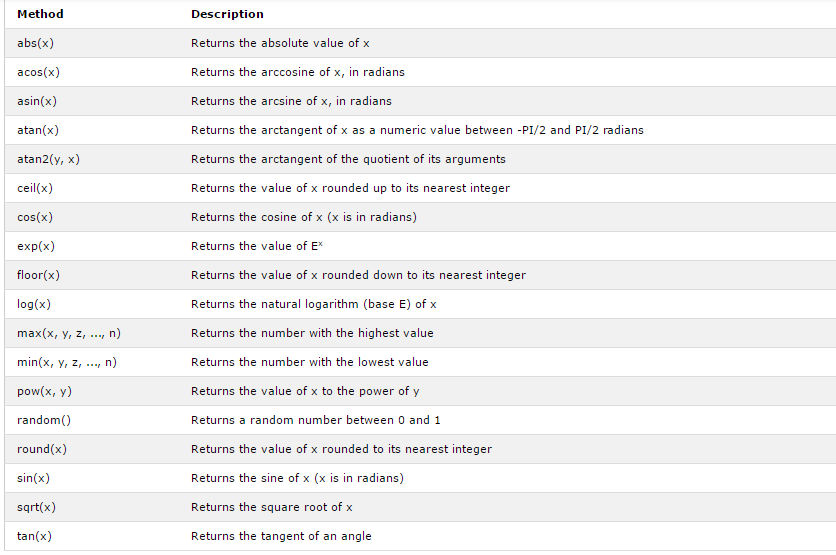 Method Description
abs(x) Returns the absolute value of x
acos(x) Returns the arccosine of x, in radians
asin(x) Returns the arcsine of x, in radians
atan(x) Returns the arctangent of x as a numeric value between -PI/2 and PI/2 radians
atan2(y, x) Returns the arctangent of the quotient of its arguments
ceil(x) Returns the value of x rounded up to its nearest integer
cos(x) Returns the cosine of x (x is in radians)
exp(x) Returns the value of Eˣ
floor(x) Returns the value of x rounded down to its nearest integer
log(x) Returns the natural logarithm (base E) of x
max(x, y, z, ..., n) Returns the number with the highest value
min(x, y, z, ..., n) Returns the number with the lowest value
pow(x, y) Returns the value of x to the power of y
random() Returns a random number between 0 and 1
round(x) Returns the value of x rounded to its nearest integer
sin(x) Returns the sine of x (x is in radians)
sqrt(x) Returns the square root of x
tan(x) Returns the tangent of an angle